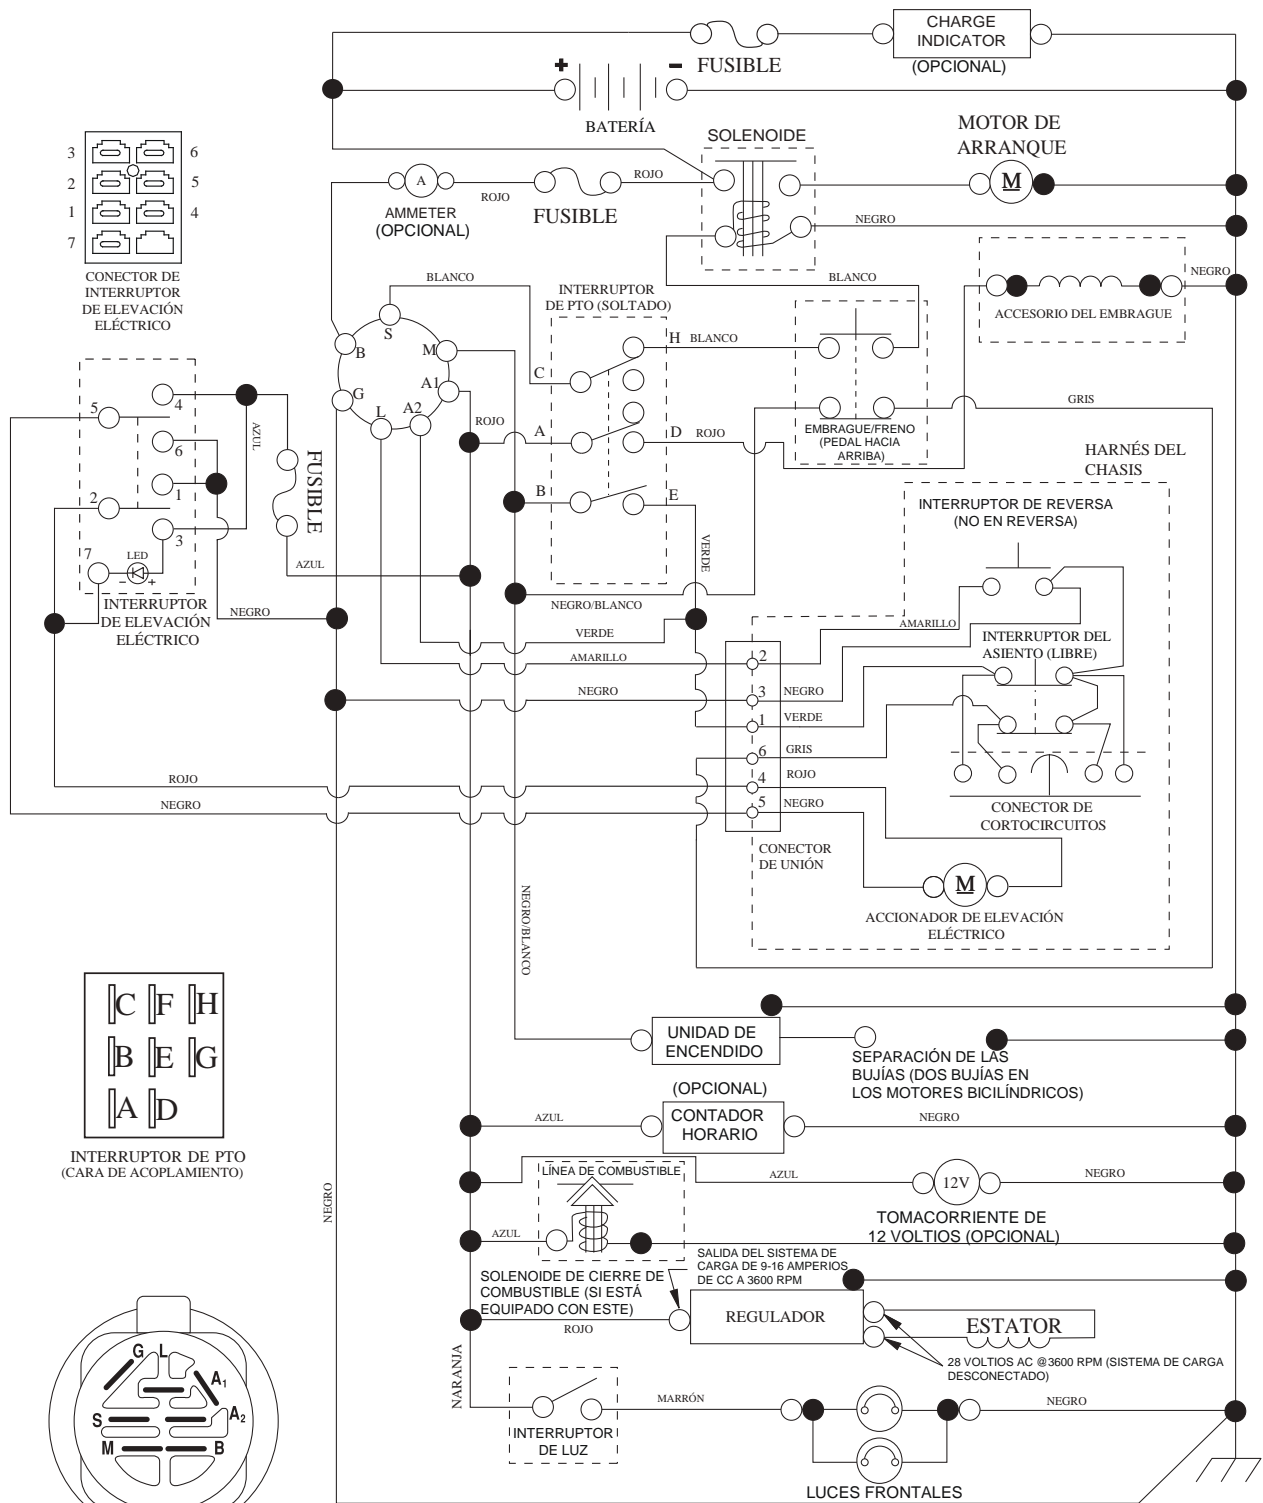 CHARGE
INDICATOR
(OPCIONAL)
FUSIBLE
+
−
BATERÍA
SOLENOIDE
MOTOR DE
ARRANQUE
M
3
6
2
5
1
4
7
CONECTOR DE
INTERRUPTOR
DE ELEVACIÓN
ELÉCTRICO
A
ROJO
ROJO
AMMETER
(OPCIONAL)
FUSIBLE
NEGRO
BLANCO
INTERRUPTOR
DE PTO (SOLTADO)
BLANCO
NEGRO
ACCESORIO DEL EMBRAGUE
S
B
M
G
A1
L
A2
H
BLANCO
C
ROJO
A
D
ROJO
B
E
GRIS
EMBRAGUE/FRENO
(PEDAL HACIA
ARRIBA)
HARNÉS DEL
CHASIS
5
4
6
AZUL
FUSIBLE
1
2
3
7
LED
-
+
AZUL
INTERRUPTOR
DE ELEVACIÓN
ELÉCTRICO
NEGRO
INTERRUPTOR DE REVERSA
(NO EN REVERSA)
VERDE
NEGRO/BLANCO
AMARILLO
VERDE
INTERRUPTOR DEL
ASIENTO (LIBRE)
AMARILLO
2
NEGRO
3
NEGRO
1
VERDE
6
GRIS
ROJO
4
ROJO
NEGRO
5
NEGRO
CONECTOR DE
CORTOCIRCUITOS
CONECTOR
DE UNIÓN
M
ACCIONADOR DE ELEVACIÓN
ELÉCTRICO
NEGRO/BLANCO
C F H
B E G
A D
INTERRUPTOR DE PTO
(CARA DE ACOPLAMIENTO)
UNIDAD DE
ENCENDIDO
SEPARACIÓN DE LAS
BUJÍAS (DOS BUJÍAS EN
LOS MOTORES BICILÍNDRICOS)
(OPCIONAL)
AZUL
CONTADOR
HORARIO
NEGRO
LÍNEA DE COMBUSTIBLE
AZUL
12V
NEGRO
NEGRO
TOMACORRIENTE DE
12 VOLTIOS (OPCIONAL)
AZUL
SALIDA DEL SISTEMA DE
CARGA DE 9-16 AMPERIOS
DE CC A 3600 RPM
SOLENOIDE DE CIERRE DE
COMBUSTIBLE (SI ESTÁ
EQUIPADO CON ESTE)
ROJO
REGULADOR
ESTATOR
28 VOLTIOS AC @3600 RPM (SISTEMA DE CARGA
DESCONECTADO)
NARANJA
INTERRUPTOR
DE LUZ
MARRÓN
NEGRO
LUCES FRONTALES
G L
A1
S
A2
M
B